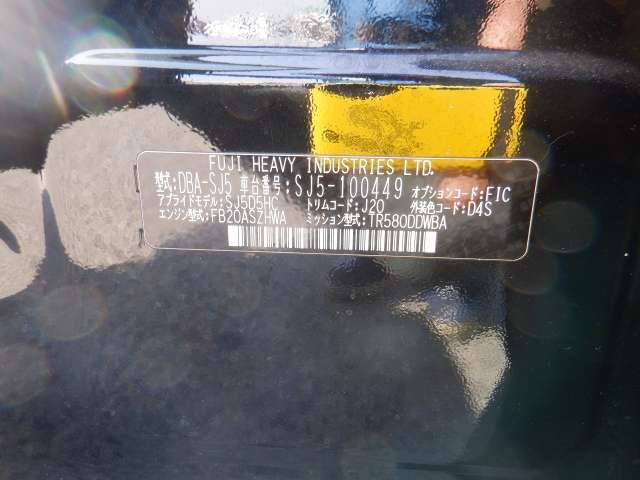 FUJI HEAVY INDUSTRIES LTD.
型式:DBA-SJ5 車台番号:SJ5-100449 オプションコード:FIC
アプライドモデル:SJ5D5HC トリムコード:J20 外装色コード:D4S
エンジン型式:FB20ASZHWA ミッション型式:TR580DDWBA